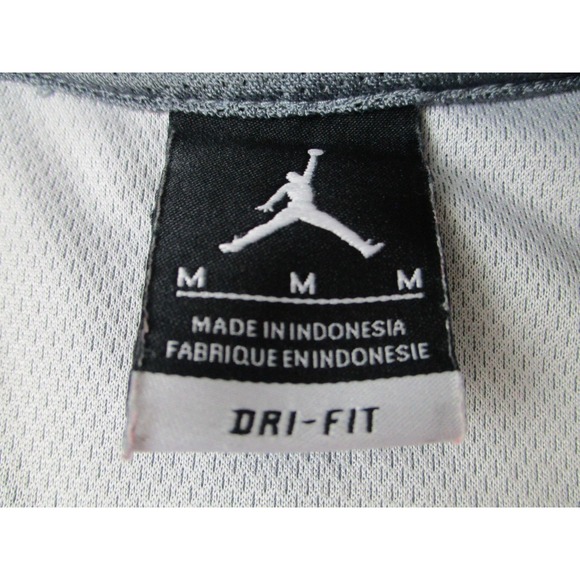 M M M
MADE IN INDONESIA
FABRIQUE EN INDONESIE
DRI-FIT